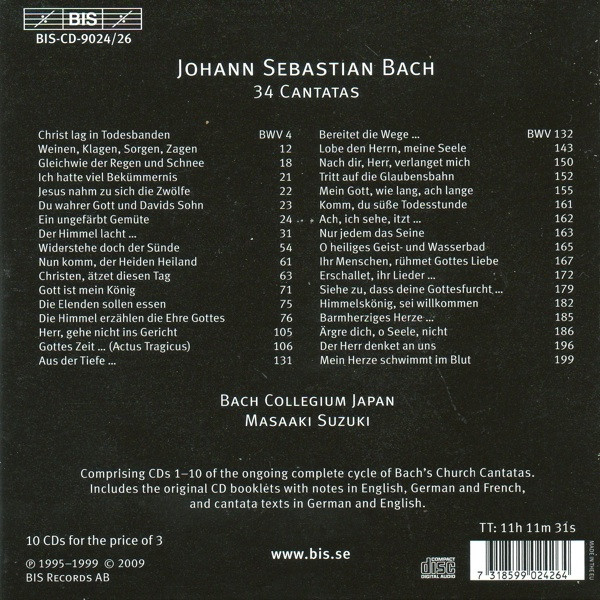 BIS
BIS-CD-9024/26
JOHANN SEBASTIAN BACH
34 CANTATAS
Christ lag in Todesbanden BWV 4
Weinen, Klagen, Sorgen, Zagen 12
Gleichwie der Regen und Schnee 18
Ich hatte viel Bekümmernis 21
Jesus nahm zu sich die Zwölfe 22
Du wahrer Gott und Davids Sohn 23
Ein ungefärbt Gemüte 24
Der Himmel lacht ... 31
Widerstehe doch der Sünde 54
Nun komm, der Heiden Heiland 61
Christen, ätzet diesen Tag 63
Gott ist mein König 71
Die Elenden sollen essen 75
Die Himmel erzählen die Ehre Gottes 76
Herr, gehe nicht ins Gericht 105
Gottes Zeit ... (Actus Tragicus) 106
Aus der Tiefe ... 131
Bereitet die Wege ... BWV 132
Lobe den Herrn, meine Seele 143
Nach dir, Herr, verlanget mich 150
Tritt auf die Glaubensbahn 152
Mein Gott, wie lang, ach lange 155
Komm, du süße Todesstunde 161
Ach, ich sehe, itzt ... 162
Nur jedem das Seine 163
O heiliges Geist- und Wasserbad 165
Ihr Menschen, rühmet Gottes Liebe 167
Erschallet, ihr Lieder ... 172
Siehe zu, dass deine Gottesfurcht ... 179
Himmelskönig, sei willkommen 182
Barmherziges Herze ... 185
Ärgre dich, o Seele, nicht 186
Der Herr denket an uns 196
Mein Herze schwimmt im Blut 199
BACH COLLEGIUM JAPAN
MASAAKI SUZUKI
Comprising CDs 1–10 of the ongoing complete cycle of Bach's Church Cantatas.
Includes the original CD booklets with notes in English, German and French,
and cantata texts in German and English.
10 CDs for the price of 3
TT: 11h 11m 31s
℗ 1995–1999 © 2009
BIS RECORDS AB
www.bis.se
COMPACT
disc
DIGITAL AUDIO
7 318599 024264
MADE IN THE EU